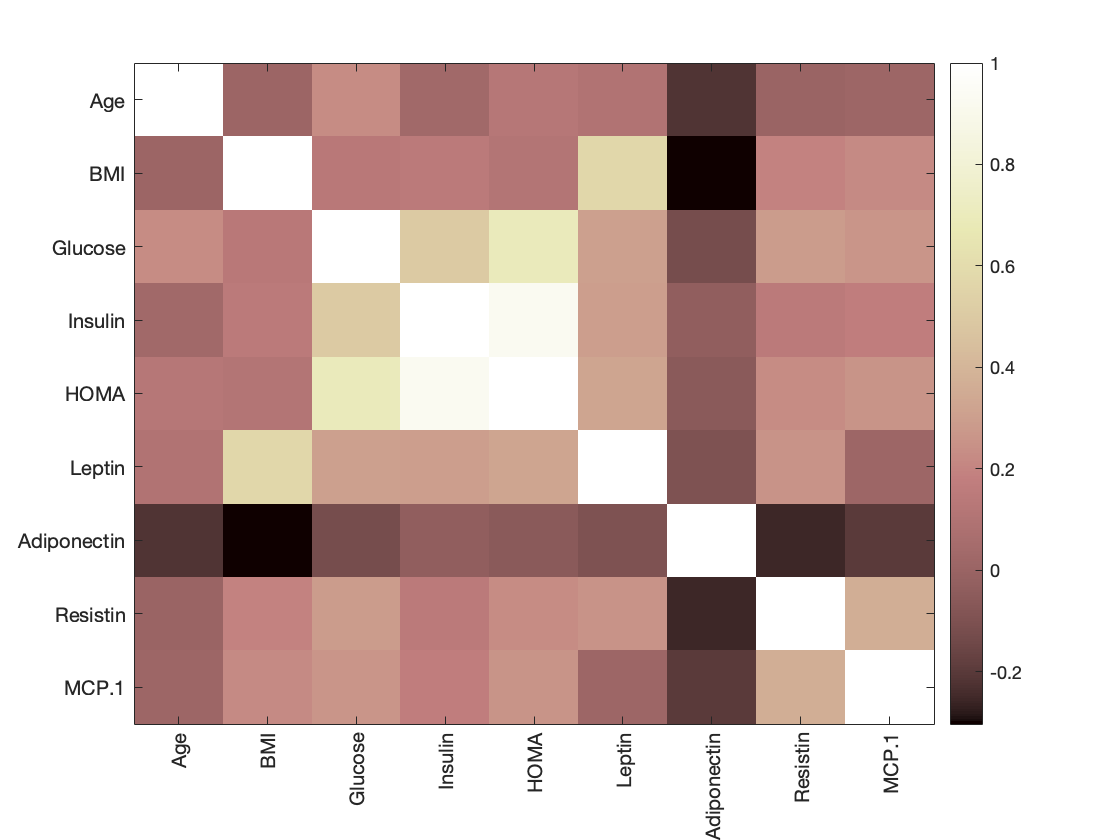 Age
BMI
Glucose
Insulin
HOMA
Leptin
Adiponectin
Resistin
MCP.1
Age
BMI
Glucose
Insulin
HOMA
Leptin
Adiponectin
Resistin
MCP.1
1
0.8
0.6
0.4
0.2
0
-0.2